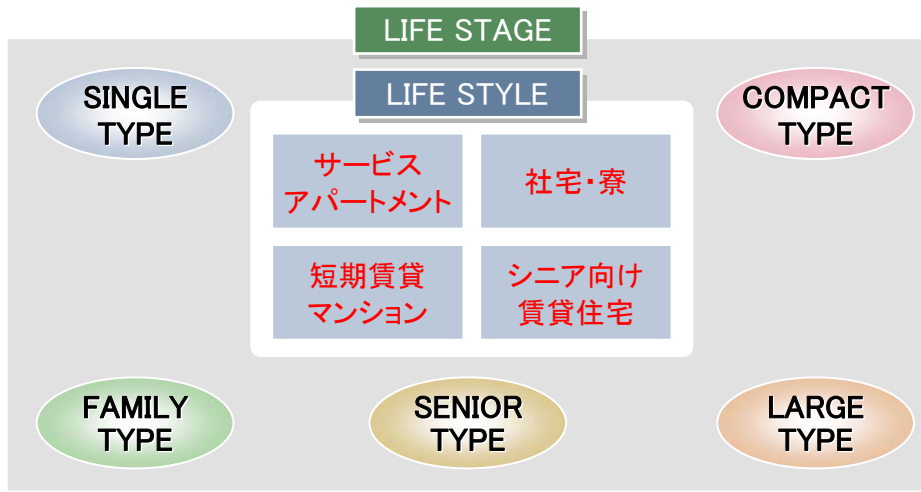 LIFE STAGE
LIFE STYLE
SINGLE
TYPE
COMPACT
TYPE
サービス
アパートメント
社宅・寮
短期賃貸
マンション
シニア向け
賃貸住宅
FAMILY
TYPE
SENIOR
TYPE
LARGE
TYPE